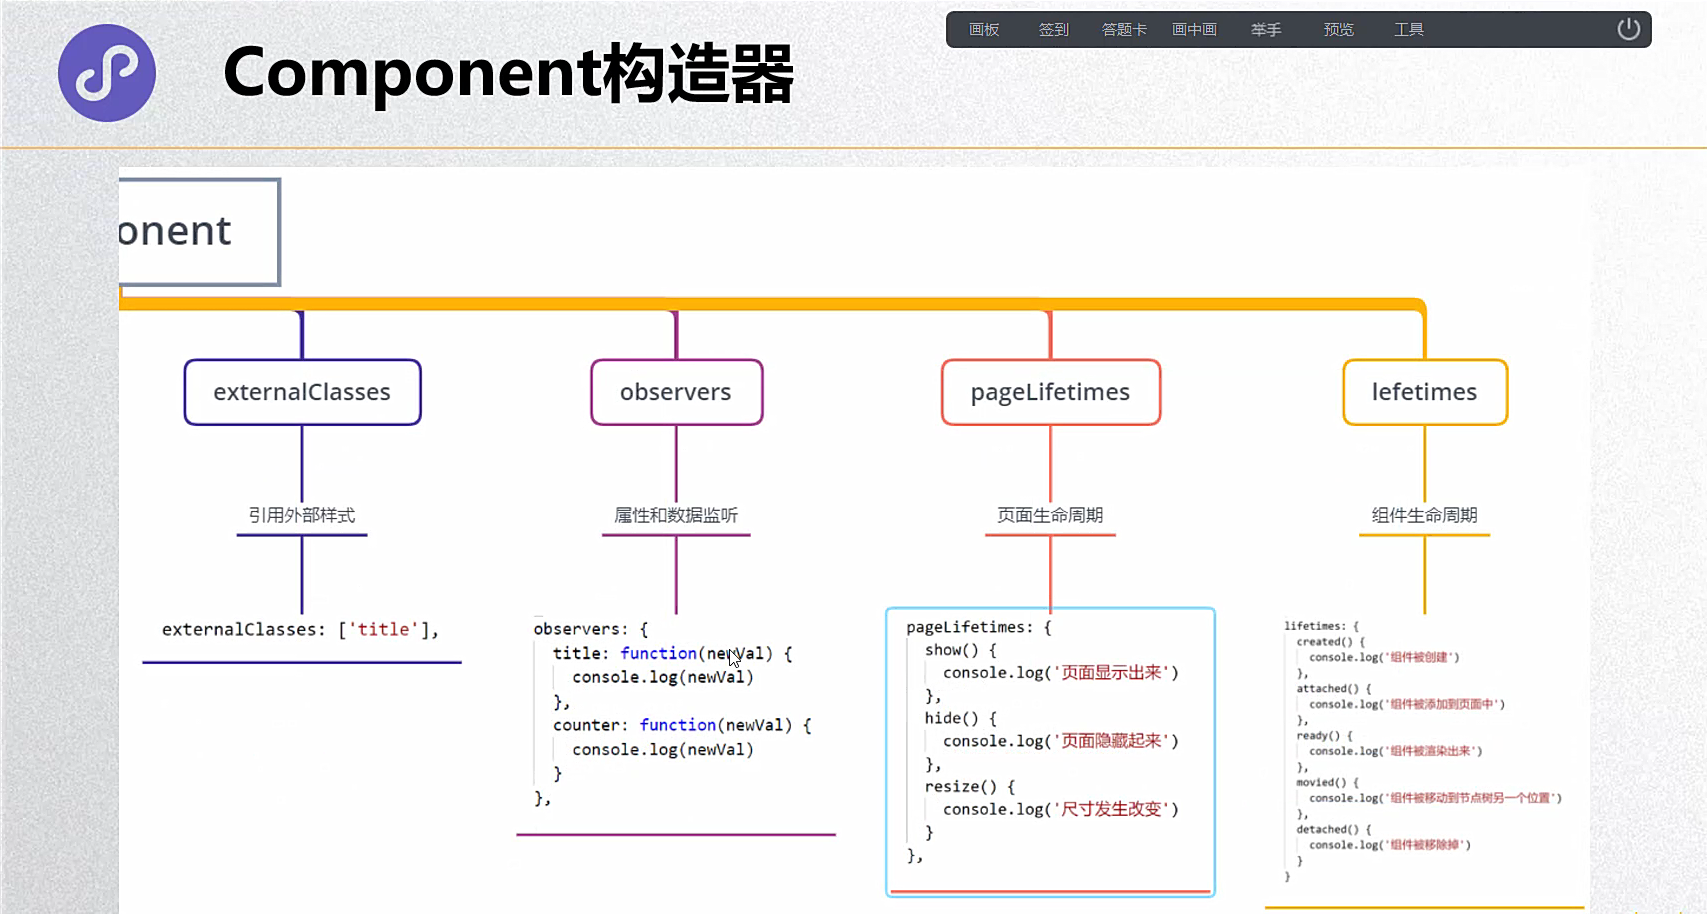 画板 签到 答题卡 画中画 举手 预览 工具
Component构造器
onent
externalClasses
observers
pageLifetimes
lefetimes
引用外部样式
属性和数据监听
页面生命周期
组件生命周期
externalClasses: ['title'],
observers: {
title: function(newVal) {
console.log(newVal)
},
counter: function(newVal) {
console.log(newVal)
}
},
pageLifetimes: {
show() {
console.log('页面显示出来')
},
hide() {
console.log('页面隐藏起来')
},
resize() {
console.log('尺寸发生改变')
}
},
lifetimes: {
created() {
console.log('组件被创建')
},
attached() {
console.log('组件被添加到页面中')
},
ready() {
console.log('组件被渲染出来')
},
movied() {
console.log('组件被移动到节点树另一个位置')
},
detached() {
console.log('组件被移除掉')
}
}